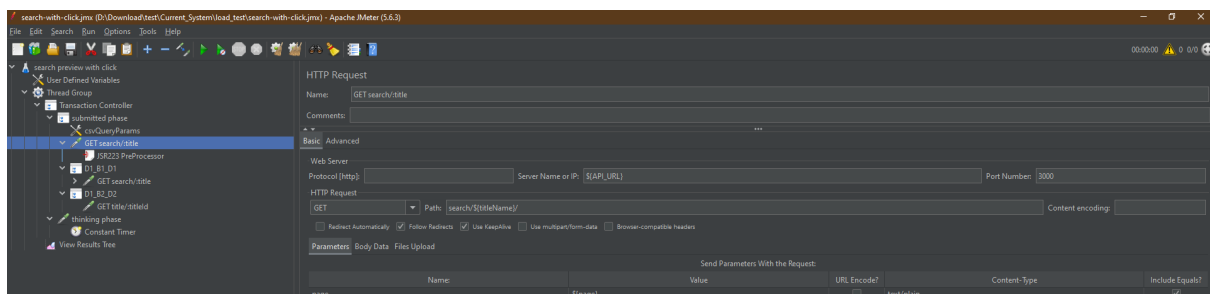 search-with-click.jmx (D:\Download\test\Current_System\load_test\search-with-click.jmx) - Apache JMeter (5.6.3)
File Edit Search Run Options Tools Help
00:00:00 0 0/0
search preview with click
User Defined Variables
Thread Group
Transaction Controller
submitted phase
csvQueryParams
GET search/:title
JSR223 PreProcessor
D1_B1_D1
GET search/:title
D1_B2_D2
GET title/:titleId
thinking phase
Constant Timer
View Results Tree
HTTP Request
Name: GET search/:title
Comments:
Basic Advanced
Web Server
Protocol [http]: Server Name or IP: ${API_URL} Port Number: 3000
HTTP Request
GET Path: search/${titleName}/ Content encoding:
Redirect Automatically Follow Redirects Use KeepAlive Use multipart/form-data Browser-compatible headers
Parameters Body Data Files Upload
Send Parameters With the Request:
Name: Value URL Encode? Content-Type Include Equals?